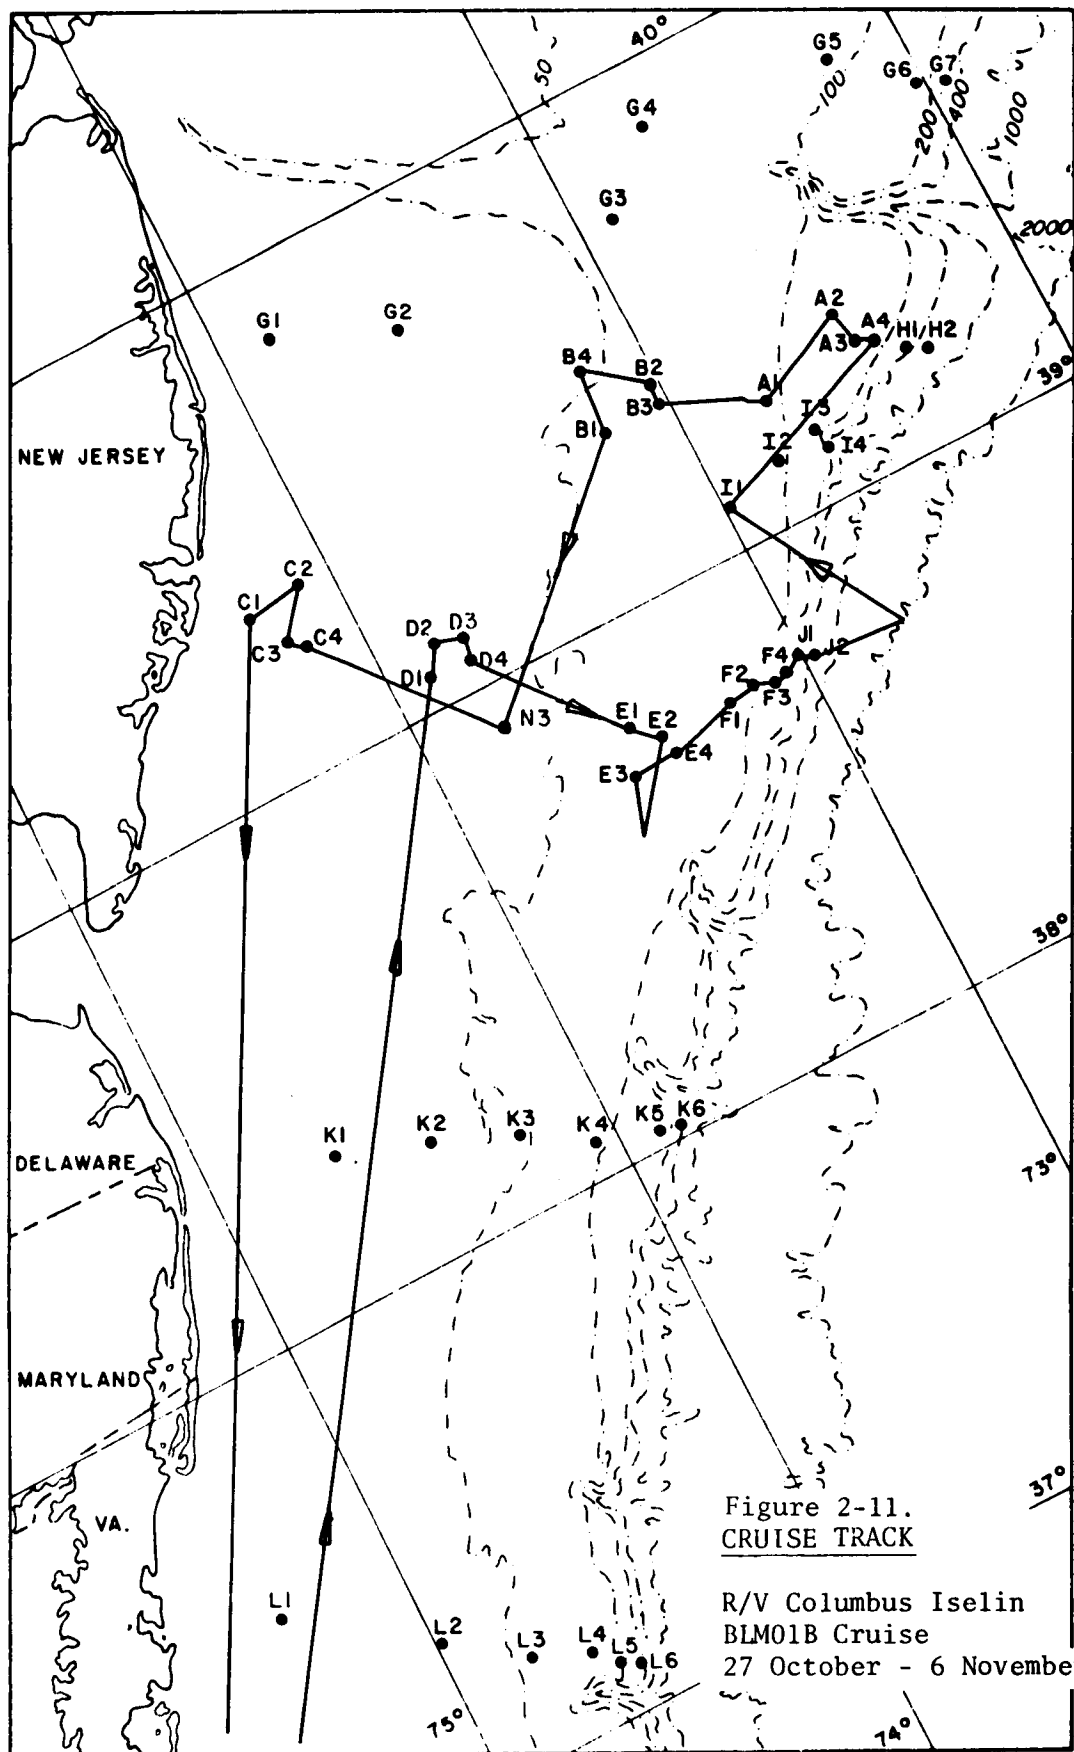 40°
G5
G6
G7
50
100
200
400
1000
G4
G3
2000
G1
G2
A2
A3
A4
H1/H2
39°
B4
B2
B3
A1
B1
I3
I2
I4
NEW JERSEY
I1
C2
C1
C3
C4
D2
D3
D1
D4
J1
J2
F4
F2
F3
F1
N3
E1
E2
E4
E3
38°
K1
K2
K3
K4
K5
K6
DELAWARE
73°
MARYLAND
37°
VA.
Figure 2-11.
CRUISE TRACK
R/V Columbus Iselin
BLM01B Cruise
27 October - 6 Novembe
L1
L2
L3
L4
L5
L6
75°
74°